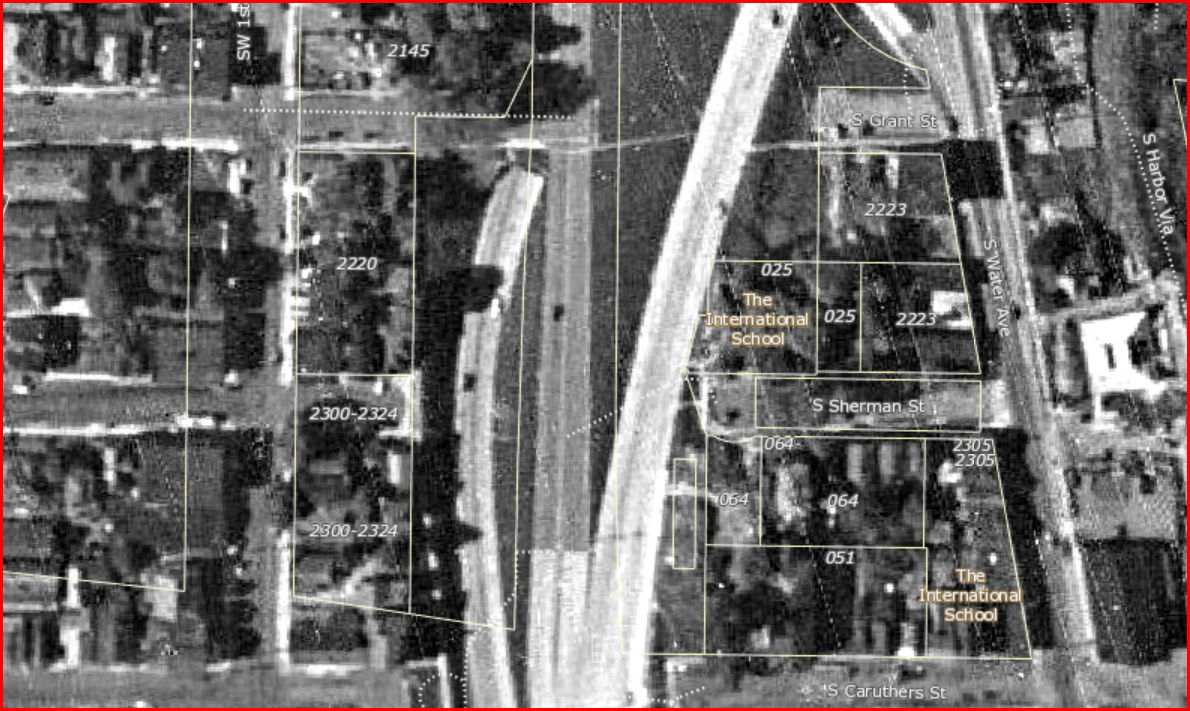 SW 1st
2145
S Grant St
S Harbor Via
2223
2220
025
S Water Ave
The
International
School
025
2223
2300-2324
S Sherman St
064-
2305
2305
064
064
2300-2324
051
The
International
School
S Caruthers St